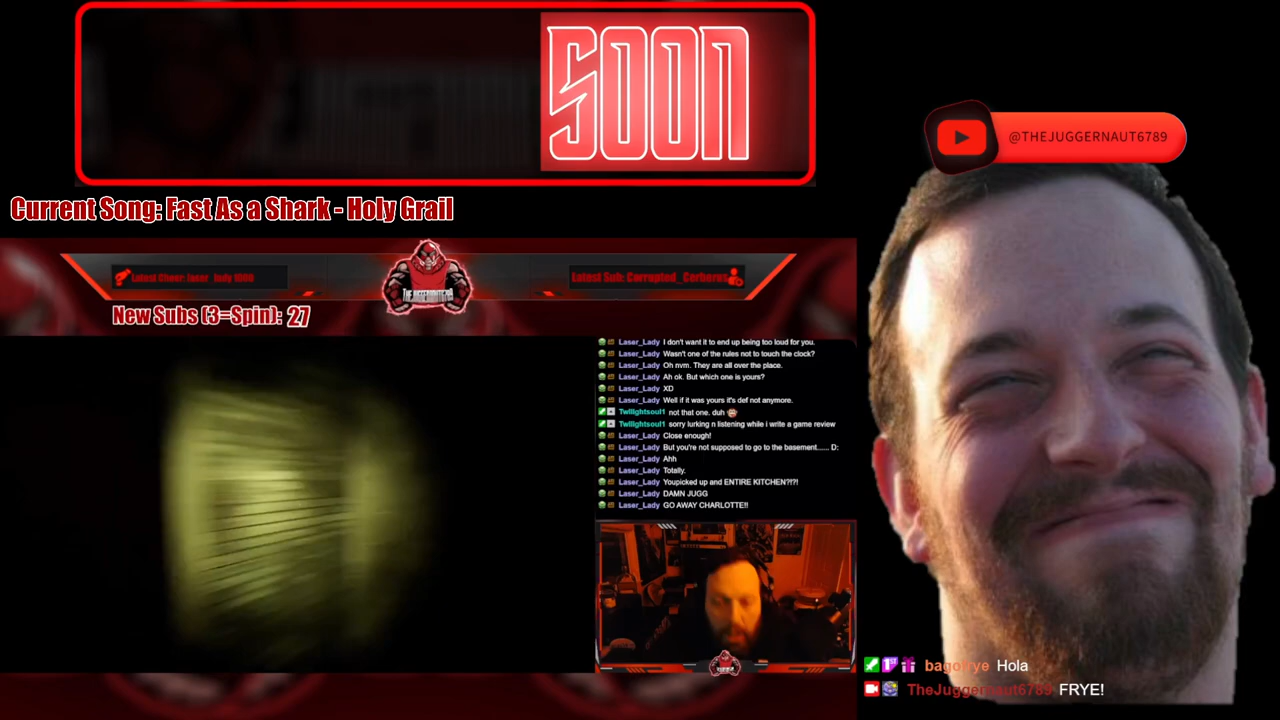 SOON
@THEJUGGERNAUT6789
Current Song: Fast As a Shark - Holy Grail
Latest Cheer: laser_lady 1000
Latest Sub: Corrupted_Cerberus
New Subs (3=Spin): 27
Laser_Lady I don't want it to end up being too loud for you.
Laser_Lady Wasn't one of the rules not to touch the clock?
Laser_Lady Oh nvm. They are all over the place.
Laser_Lady Ah ok. But which one is yours?
Laser_Lady XD
Laser_Lady Well if it was yours it's def not anymore.
Twilightsoul1 not that one. duh
Twilightsoul1 sorry lurking n listening while i write a game review
Laser_Lady Close enough!
Laser_Lady But you're not supposed to go to the basement...... D:
Laser_Lady Ahh
Laser_Lady Totally.
Laser_Lady Youpicked up and ENTIRE KITCHEN?!?!
Laser_Lady DAMN JUGG
Laser_Lady GO AWAY CHARLOTTE!!
bagofrye Hola
TheJuggernaut6789 FRYE!